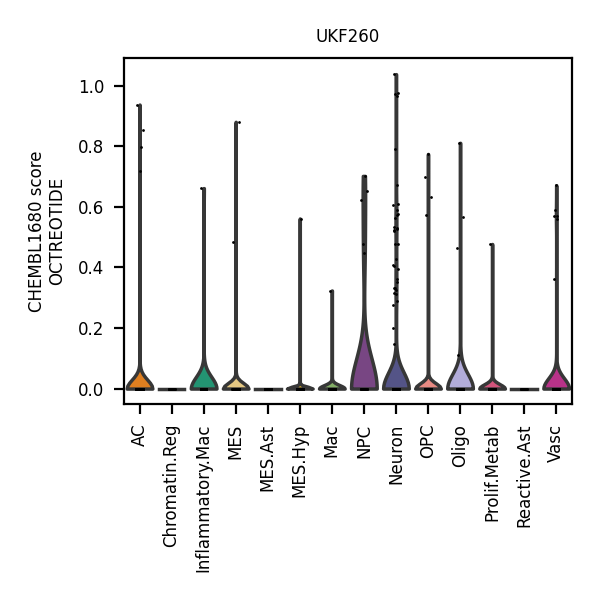 UKF260
CHEMBL1680 score
OCTREOTIDE
1.0
0.8
0.6
0.4
0.2
0.0
AC
Chromatin.Reg
Inflammatory.Mac
MES
MES.Ast
MES.Hyp
Mac
NPC
Neuron
OPC
Oligo
Prolif.Metab
Reactive.Ast
Vasc